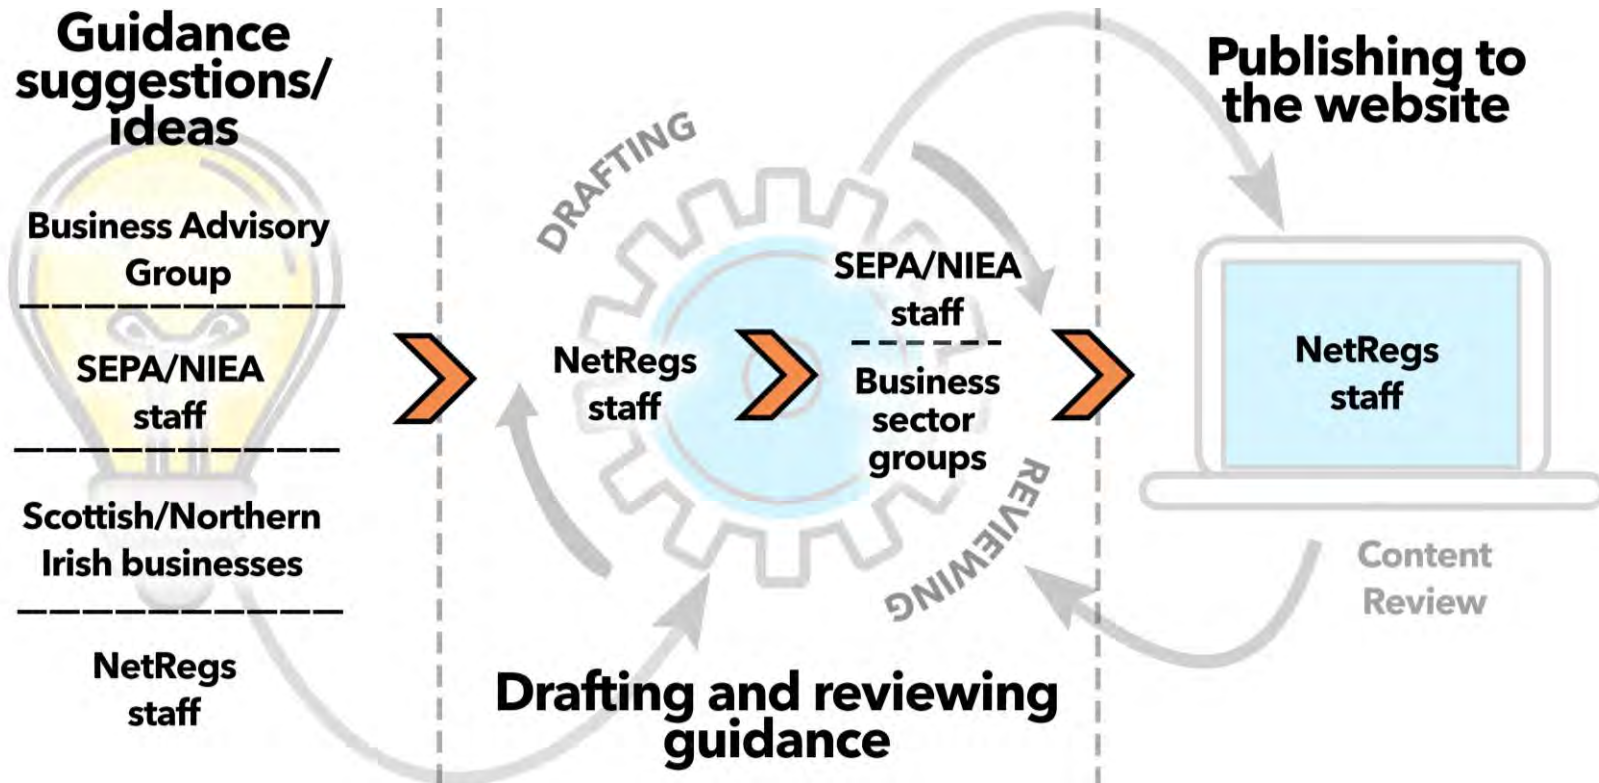 Guidance
suggestions/
ideas
Business Advisory
Group
SEPA/NIEA
staff
Scottish/Northern
Irish businesses
NetRegs
staff
DRAFTING
NetRegs
staff
SEPA/NIEA
staff
Business
sector
groups
REVIEWING
Drafting and reviewing
guidance
Publishing to
the website
NetRegs
staff
Content
Review